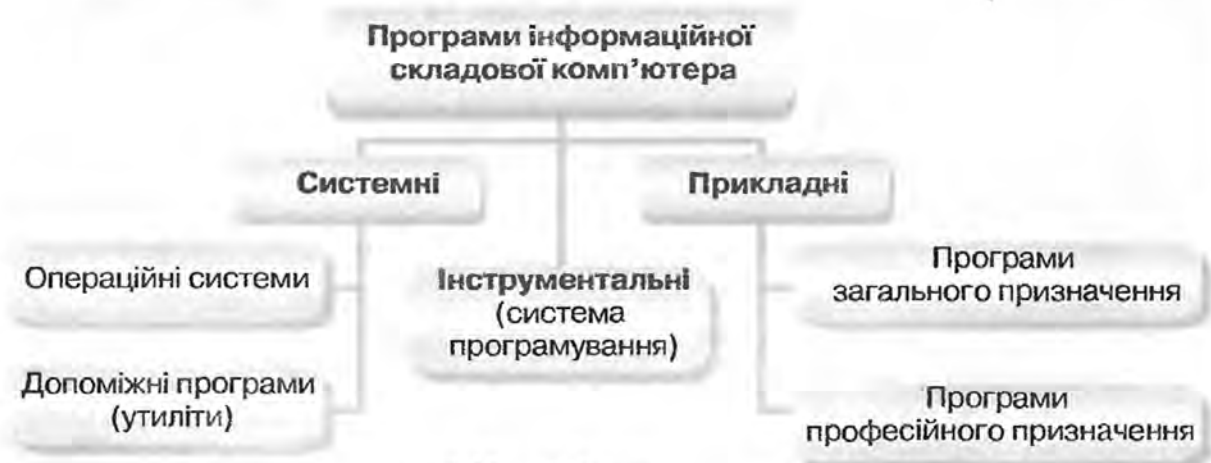 Програми інформаційної
складової комп'ютера
Системні
Прикладні
Операційні системи
Допоміжні програми
(утиліти)
Інструментальні
(система
програмування)
Програми
загального призначення
Програми
професійного призначення